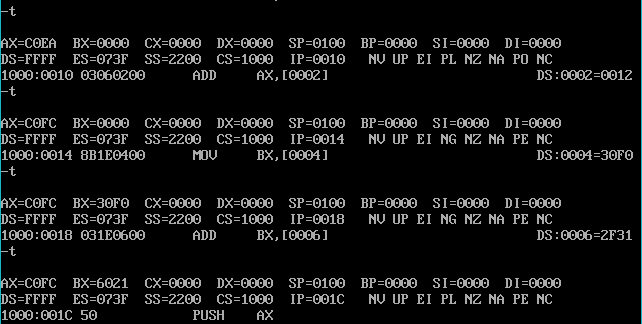 -t
AX=C0EA  BX=0000  CX=0000  DX=0000  SP=0100  BP=0000  SI=0000  DI=0000
DS=FFFF  ES=073F  SS=2200  CS=1000  IP=0010   NV UP EI PL NZ NA PO NC
1000:0010 03060200      ADD     AX,[0002]                          DS:0002=0012
-t
AX=C0FC  BX=0000  CX=0000  DX=0000  SP=0100  BP=0000  SI=0000  DI=0000
DS=FFFF  ES=073F  SS=2200  CS=1000  IP=0014   NV UP EI NG NZ NA PE NC
1000:0014 8B1E0400      MOV     BX,[0004]                          DS:0004=30F0
-t
AX=C0FC  BX=30F0  CX=0000  DX=0000  SP=0100  BP=0000  SI=0000  DI=0000
DS=FFFF  ES=073F  SS=2200  CS=1000  IP=0018   NV UP EI NG NZ NA PE NC
1000:0018 031E0600      ADD     BX,[0006]                          DS:0006=2F31
-t
AX=C0FC  BX=6021  CX=0000  DX=0000  SP=0100  BP=0000  SI=0000  DI=0000
DS=FFFF  ES=073F  SS=2200  CS=1000  IP=001C   NV UP EI PL NZ NA PE NC
1000:001C 50            PUSH    AX